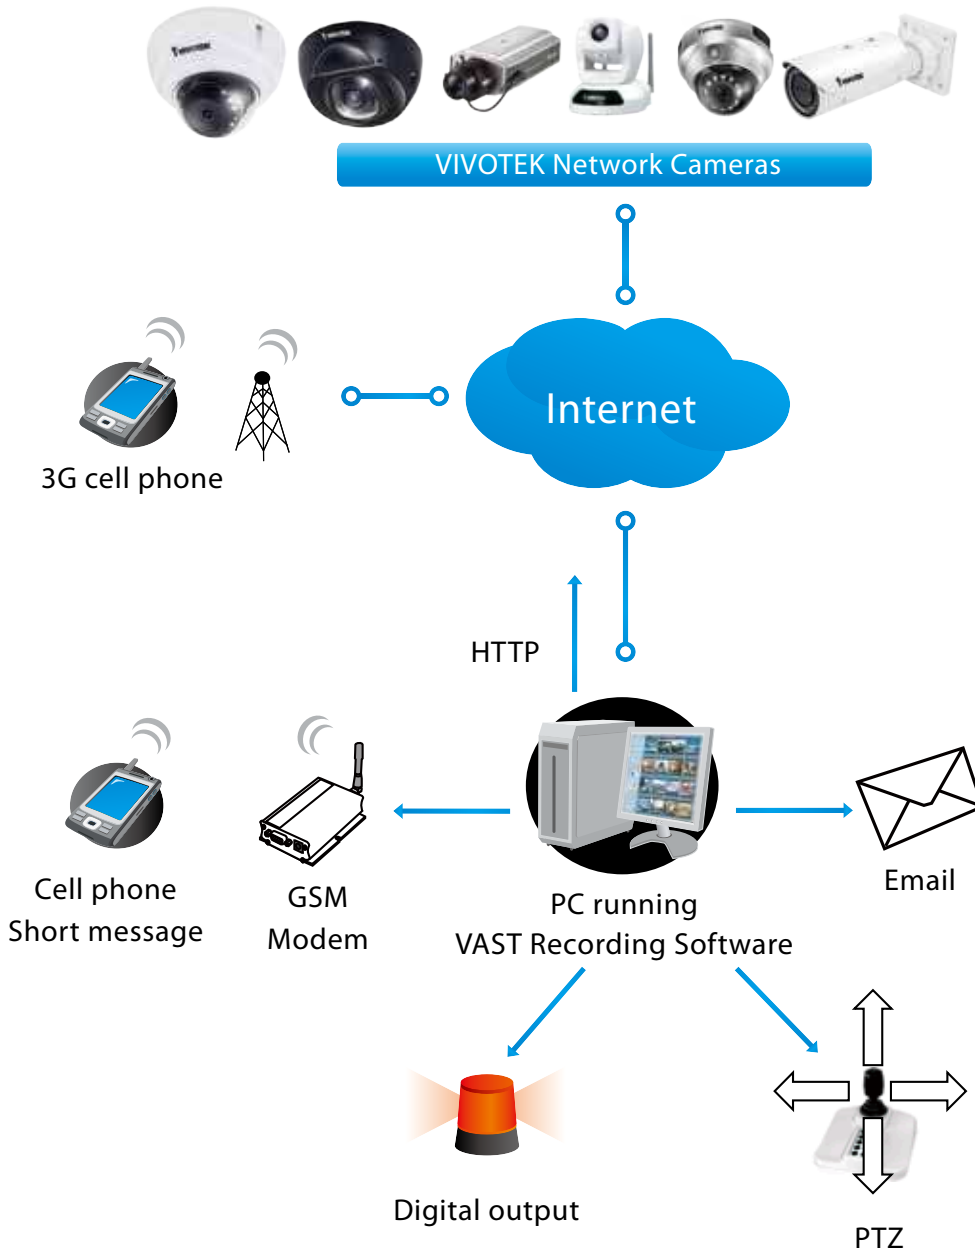 VIVOTEK
VIVOTEK Network Cameras
Internet
3G cell phone
HTTP
Cell phone
Short message
GSM
Modem
PC running
VAST Recording Software
Email
Digital output
PTZ